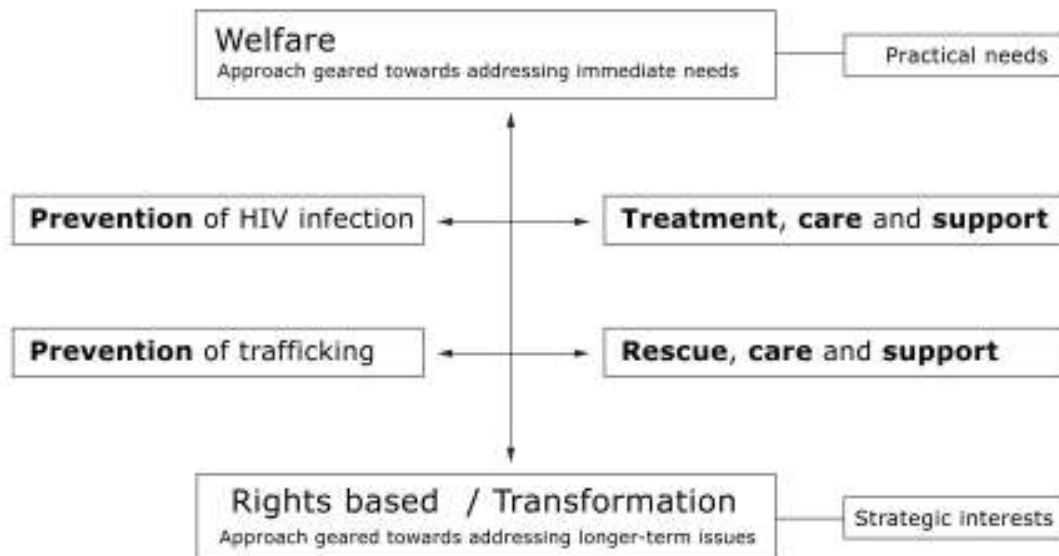 Welfare
Approach geared towards addressing immediate needs
Practical needs
Prevention of HIV infection
Treatment, care and support
Prevention of trafficking
Rescue, care and support
Rights based / Transformation
Approach geared towards addressing longer-term issues
Strategic interests